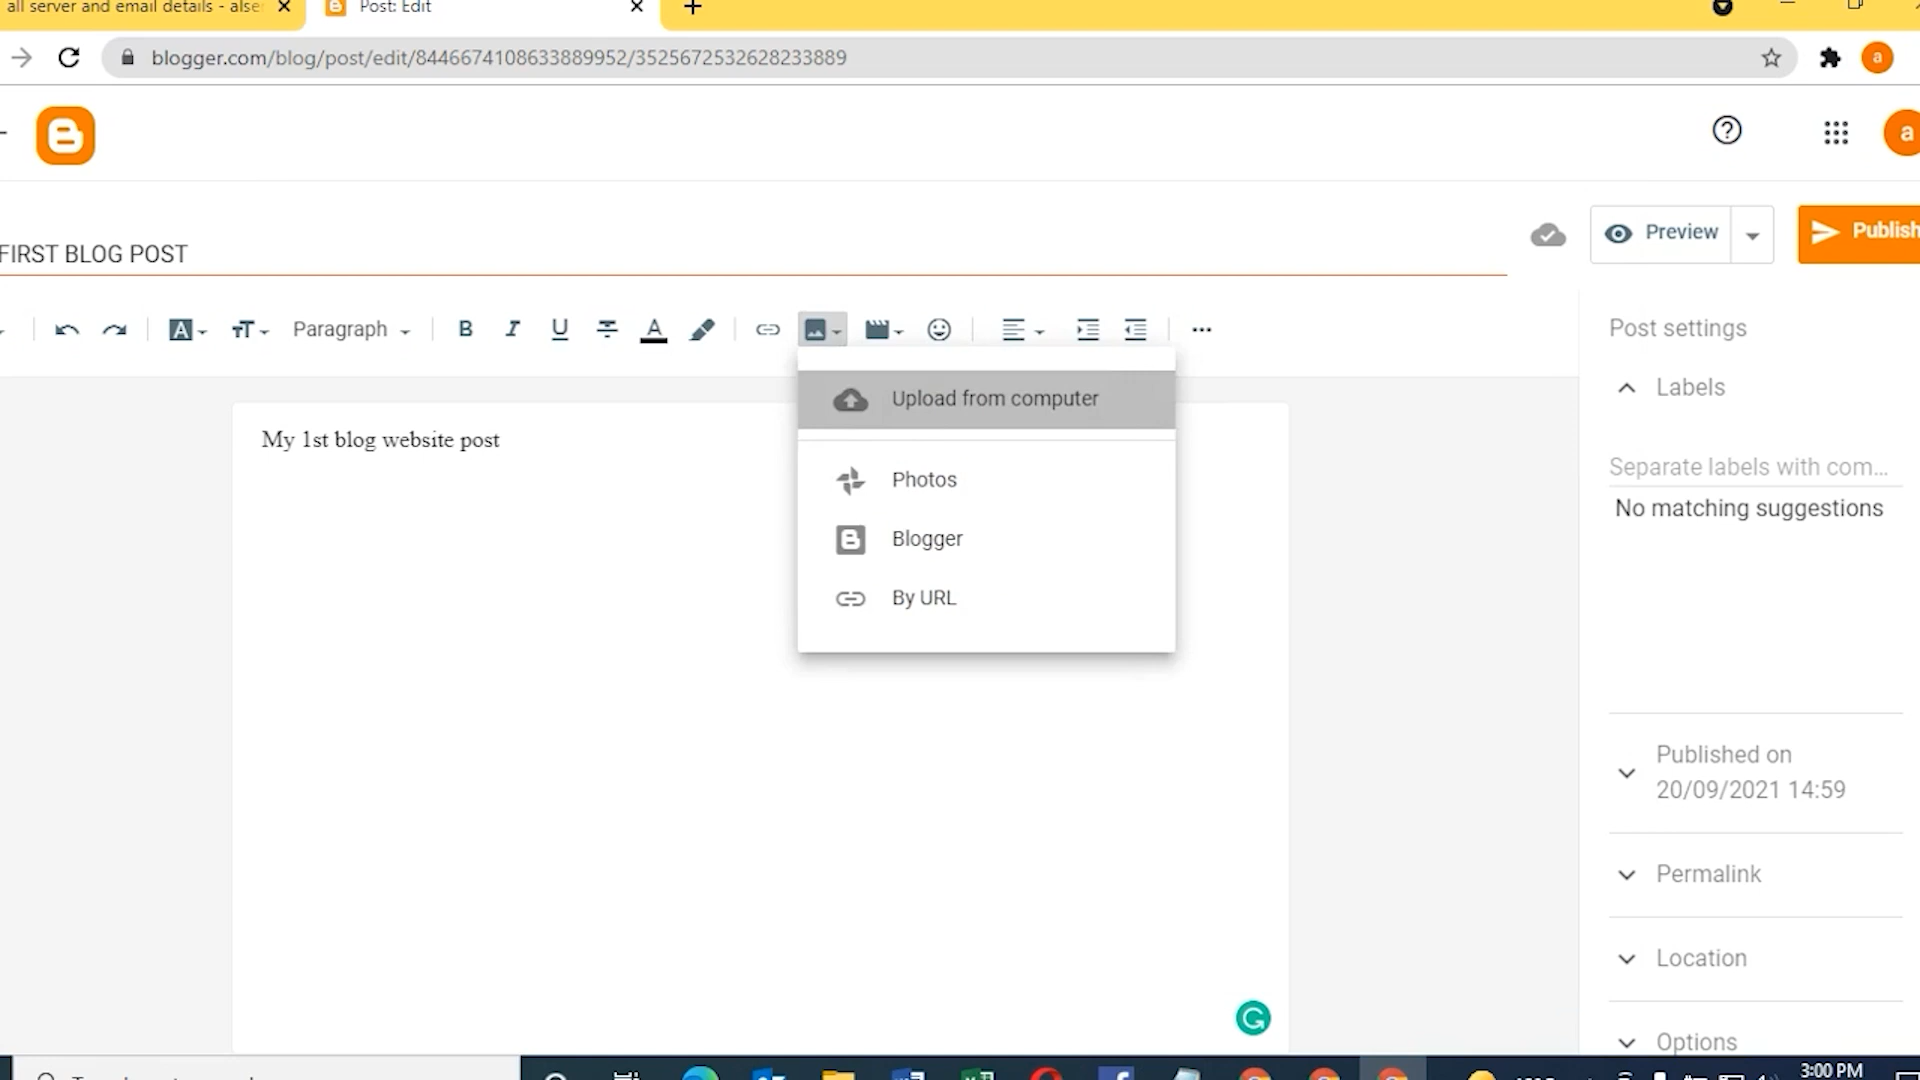 all server and email details - alse
Post: Edit
blogger.com/blog/post/edit/8446674108633889952/3525672532628233889
a
a
FIRST BLOG POST
Preview
Publish
Paragraph
B I U A
Post settings
Labels
Separate labels with com...
No matching suggestions
Upload from computer
Photos
Blogger
By URL
My 1st blog website post
Published on
20/09/2021 14:59
Permalink
Location
Options
3:00 PM